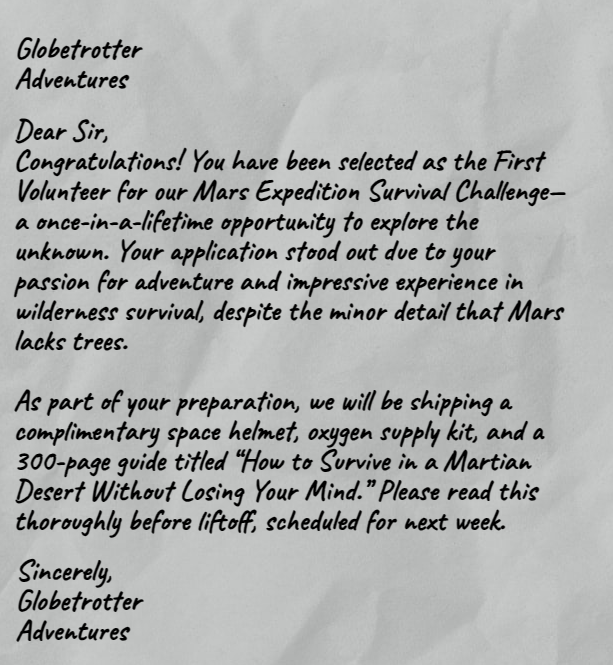 Globetrotter
Adventures
Dear Sir,
Congratulations! You have been selected as the First
Volunteer for our Mars Expedition Survival Challenge—
a once-in-a-lifetime opportunity to explore the
unknown. Your application stood out due to your
passion for adventure and impressive experience in
wilderness survival, despite the minor detail that Mars
lacks trees.
As part of your preparation, we will be shipping a
complimentary space helmet, oxygen supply kit, and a
300-page guide titled “How to Survive in a Martian
Desert Without Losing Your Mind.” Please read this
thoroughly before liftoff, scheduled for next week.
Sincerely,
Globetrotter
Adventures